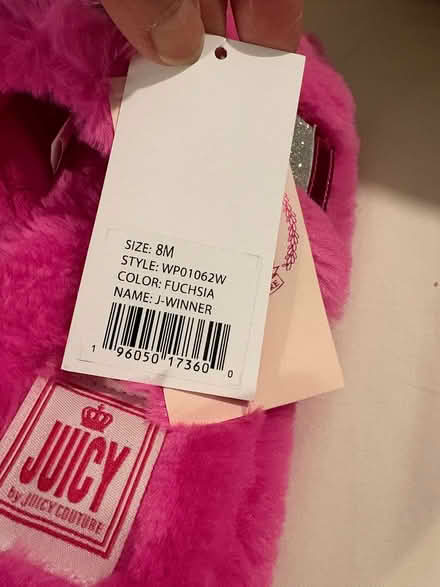 SIZE: 8M
STYLE: WP01062W
COLOR: FUCHSIA
NAME: J-WINNER
1 96050 17360 0
JUICY
by JUICY COUTURE